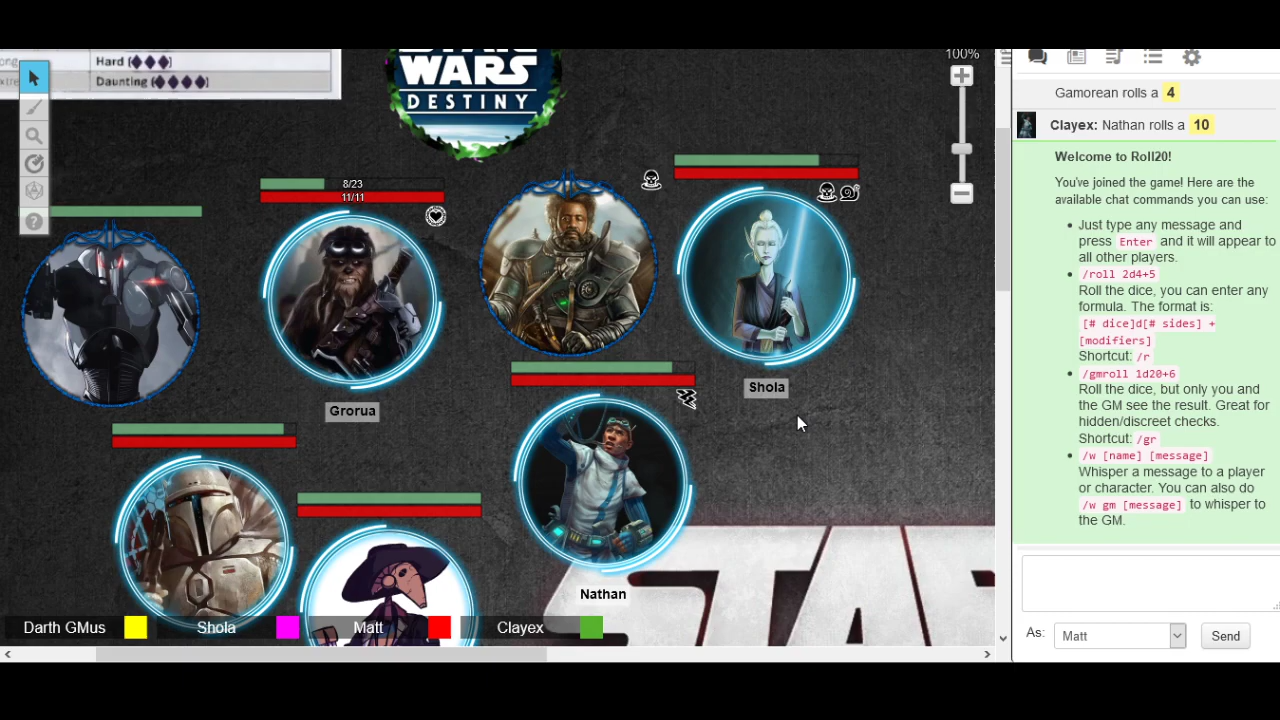 Hard [♦♦♦]
Daunting [♦♦♦♦]
STAR
WARS
DESTINY
100%
8/23
11/11
Grorua
Shola
Nathan
STAR
Darth GMus
Shola
Matt
Clayex
Gamorean rolls a 4
Clayex: Nathan rolls a 10
Welcome to Roll20!
You've joined the game! Here are the
available chat commands you can use:
• Just type any message and
press Enter and it will appear to
all other players.
• /roll 2d4+5
Roll the dice, you can enter any
formula. The format is:
[# dice]d[# sides] +
[modifiers]
Shortcut: /r
• /gmroll 1d20+6
Roll the dice, but only you and
the GM see the result. Great for
hidden/discreet checks.
Shortcut: /gr
• /w [name] [message]
Whisper a message to a player
or character. You can also do
/w gm [message] to whisper to
the GM.
As: Matt Send